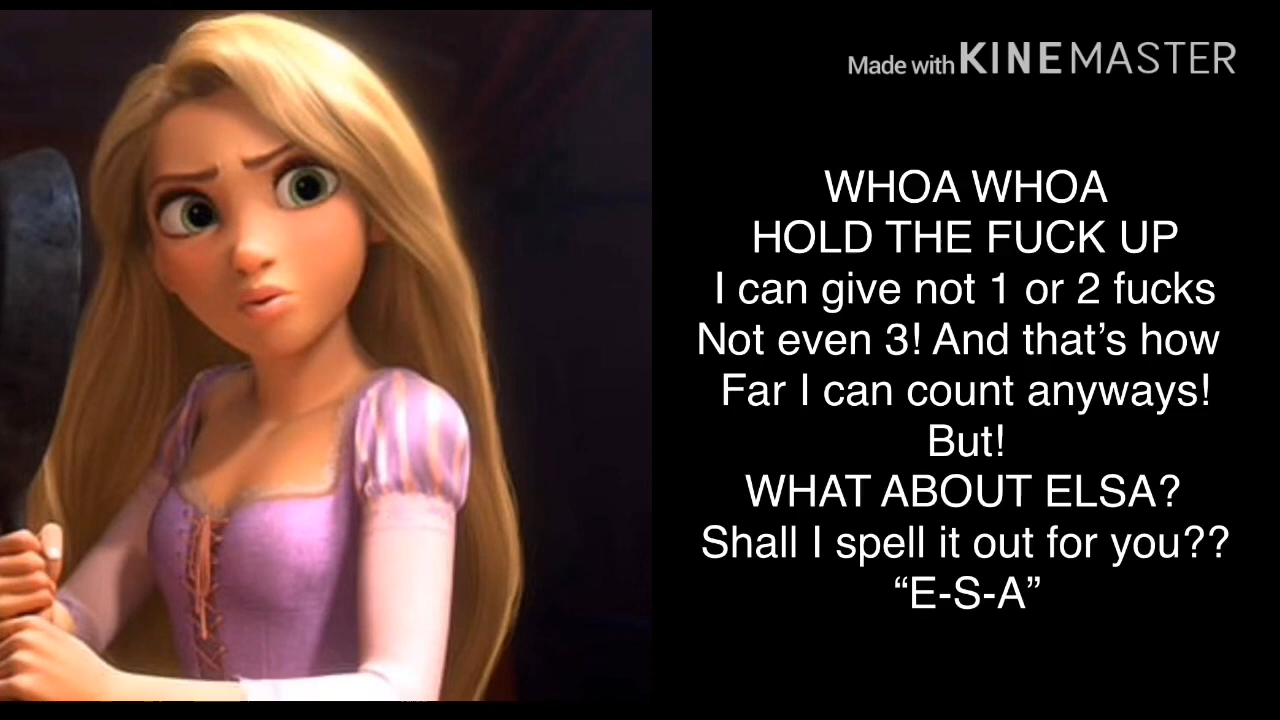 Made with KINEMASTER
WHOA WHOA
HOLD THE FUCK UP
I can give not 1 or 2 fucks
Not even 3! And that’s how
Far I can count anyways!
But!
WHAT ABOUT ELSA?
Shall I spell it out for you??
“E-S-A”